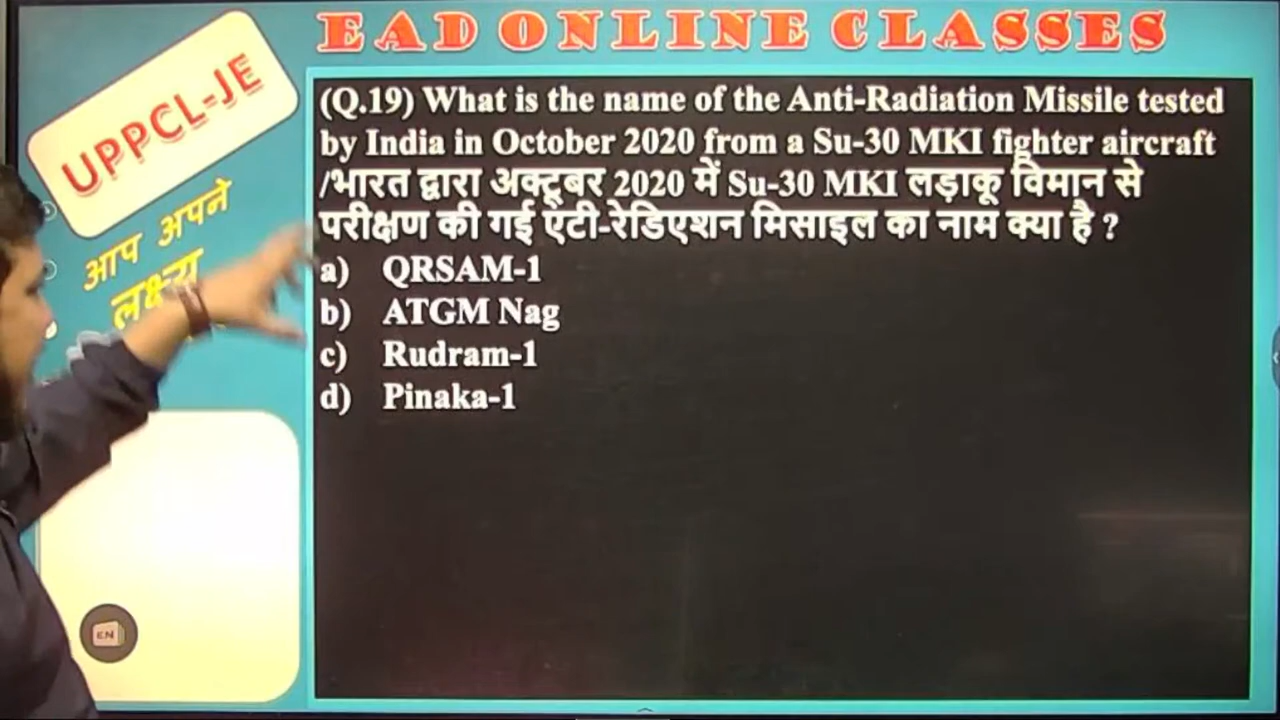 EAD ONLINE CLASSES
UPPCL-JE
आप अपने
लक्ष्य
(Q.19) What is the name of the Anti-Radiation Missile tested
by India in October 2020 from a Su-30 MKI fighter aircraft
/भारत द्वारा अक्टूबर 2020 में Su-30 MKI लड़ाकू विमान से
परीक्षण की गई एंटी-रेडिएशन मिसाइल का नाम क्या है ?
a) QRSAM-1
b) ATGM Nag
c) Rudram-1
d) Pinaka-1
EN